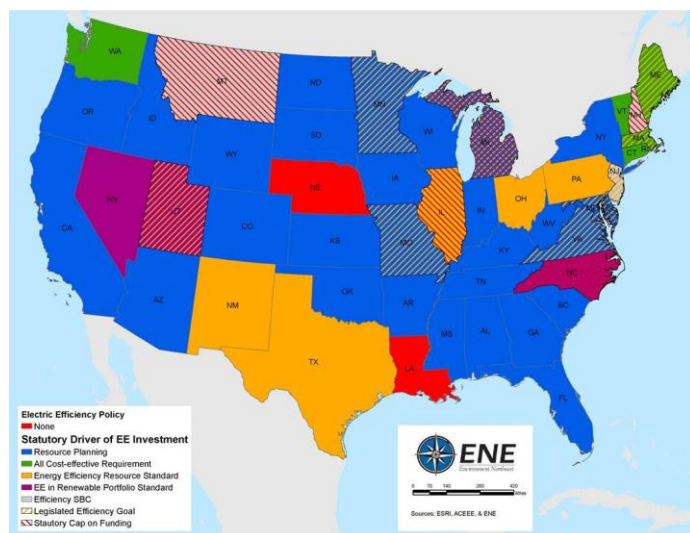 WA
MT
ND
MN
ME
OR
ID
SD
WI
MI
VT
NH
NY
MA
CT
RI
WY
NE
IA
PA
NJ
NV
UT
IL
IN
OH
CA
CO
KS
MO
WV
VA
KY
NC
AZ
NM
OK
TN
AR
SC
MS
AL
GA
TX
LA
FL
Electric Efficiency Policy
None
Statutory Driver of EE Investment
Resource Planning
All Cost-effective Requirement
Energy Efficiency Resource Standard
EE in Renewable Portfolio Standard
Efficiency SBC
Legislated Efficiency Goal
Stautory Cap on Funding
ENE
Environment Northeast
0 70 140 280 420
Miles
Sources: ESRI, ACEEE, & ENE